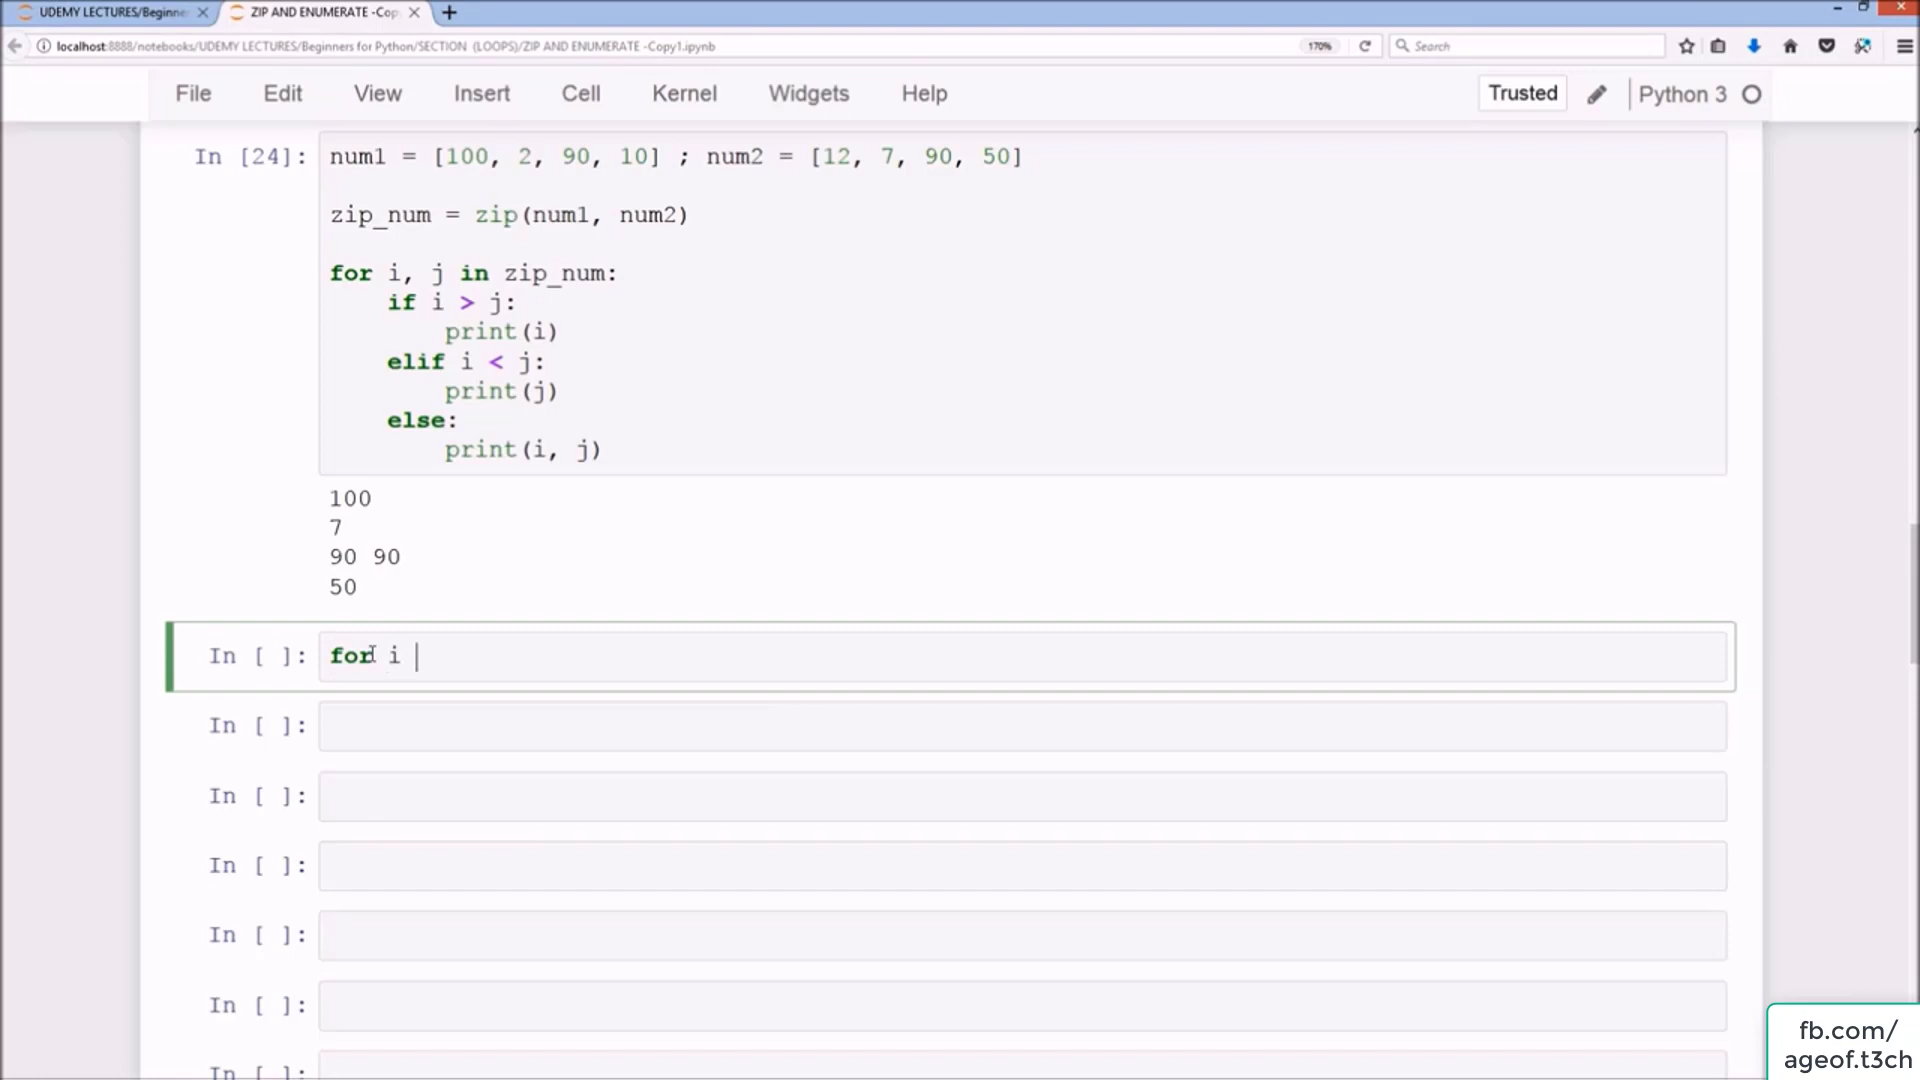 UDEMY LECTURES/Beginne
ZIP AND ENUMERATE -Cop
localhost:8888/notebooks/UDEMY LECTURES/Beginners for Python/SECTION (LOOPS)/ZIP AND ENUMERATE -Copy1.ipynb
170%
Search
File Edit View Insert Cell Kernel Widgets Help
Trusted
Python 3
In [24]: num1 = [100, 2, 90, 10] ; num2 = [12, 7, 90, 50]
zip_num = zip(num1, num2)
for i, j in zip_num:
    if i > j:
        print(i)
    elif i < j:
        print(j)
    else:
        print(i, j)
100
7
90 90
50
In [ ]: for i
In [ ]:
In [ ]:
In [ ]:
In [ ]:
In [ ]:
In [ ]:
fb.com/
ageof.t3ch